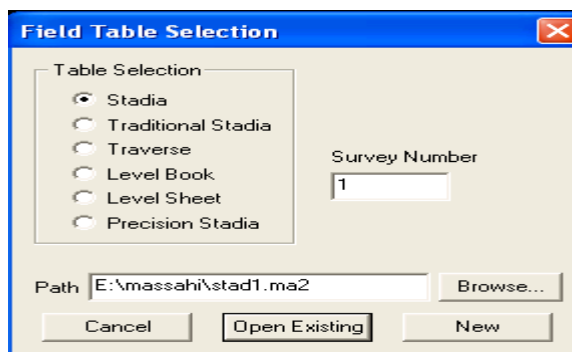 Field Table Selection
Table Selection
Stadia
Traditional Stadia
Traverse
Level Book
Level Sheet
Precision Stadia
Survey Number
1
Path E:\massahi\stad1.ma2 Browse...
Cancel Open Existing New